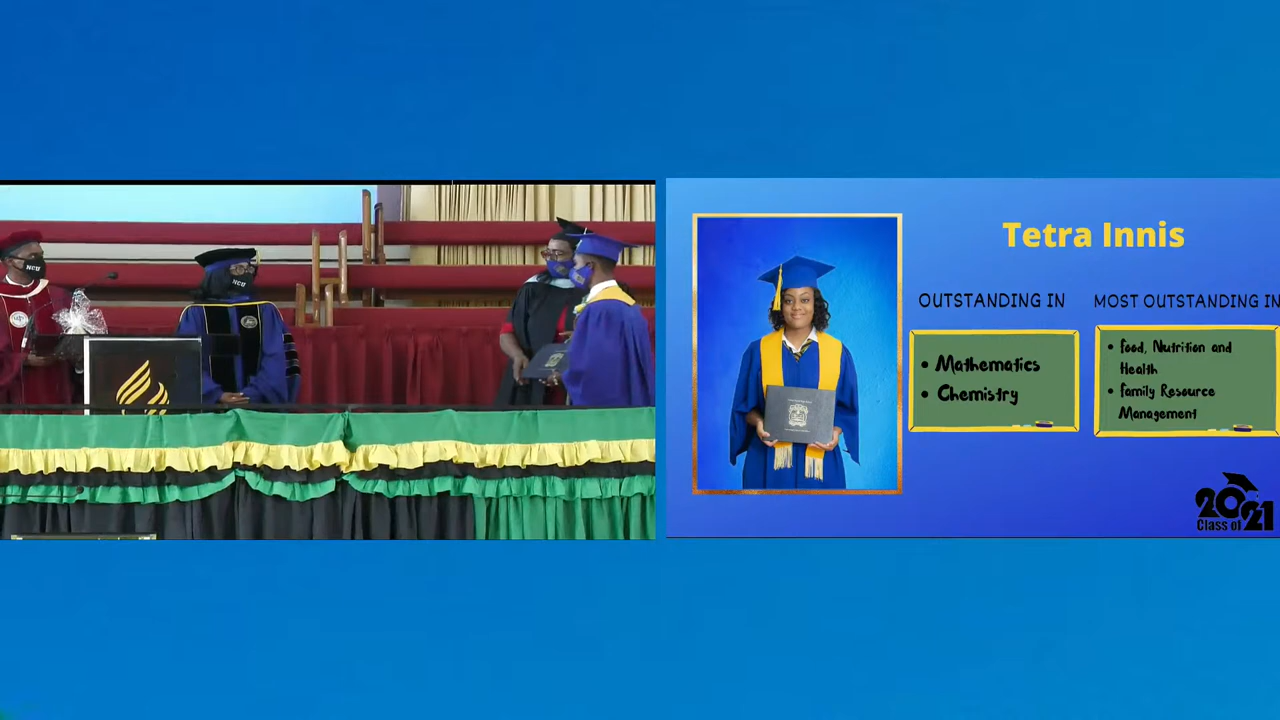 NCU
NCU
Tetra Innis
OUTSTANDING IN
MOST OUTSTANDING IN
• Mathematics
• Chemistry
• Food, Nutrition and
Health
• Family Resource
Management
2021
Class of